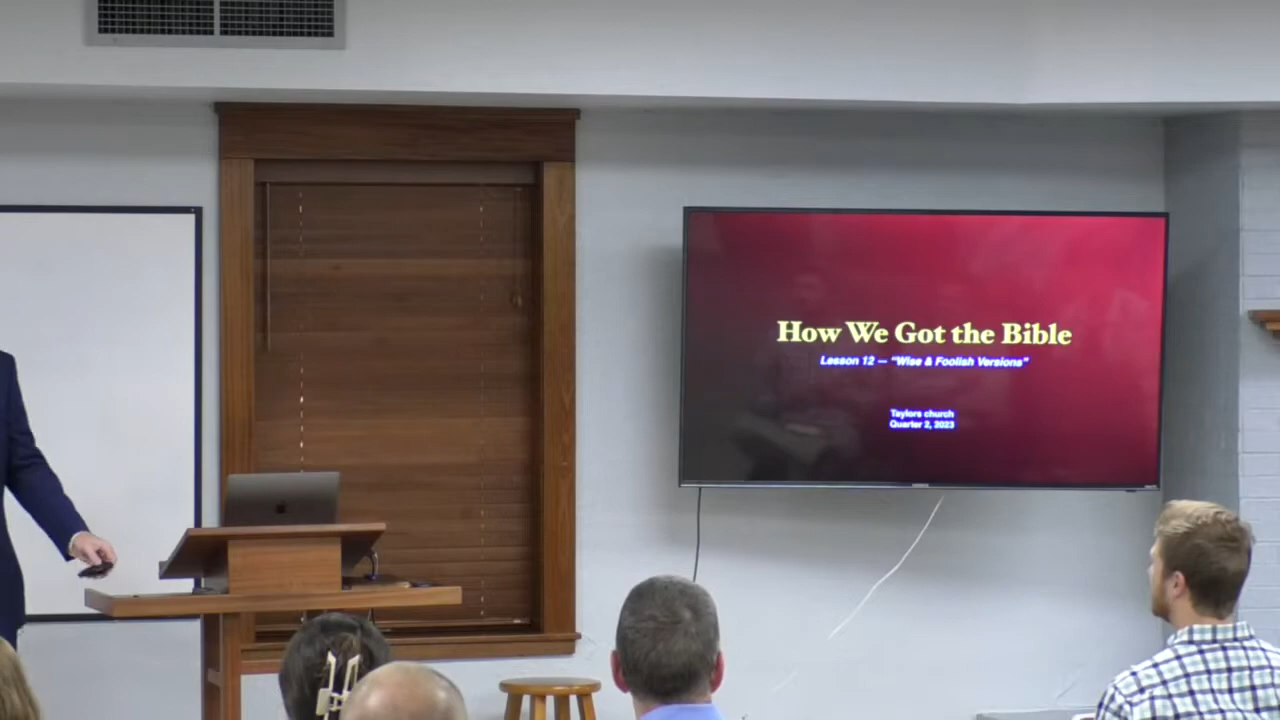 How We Got the Bible
Lesson 12 — "Wise & Foolish Versions"
Taylors church
Quarter 2, 2023